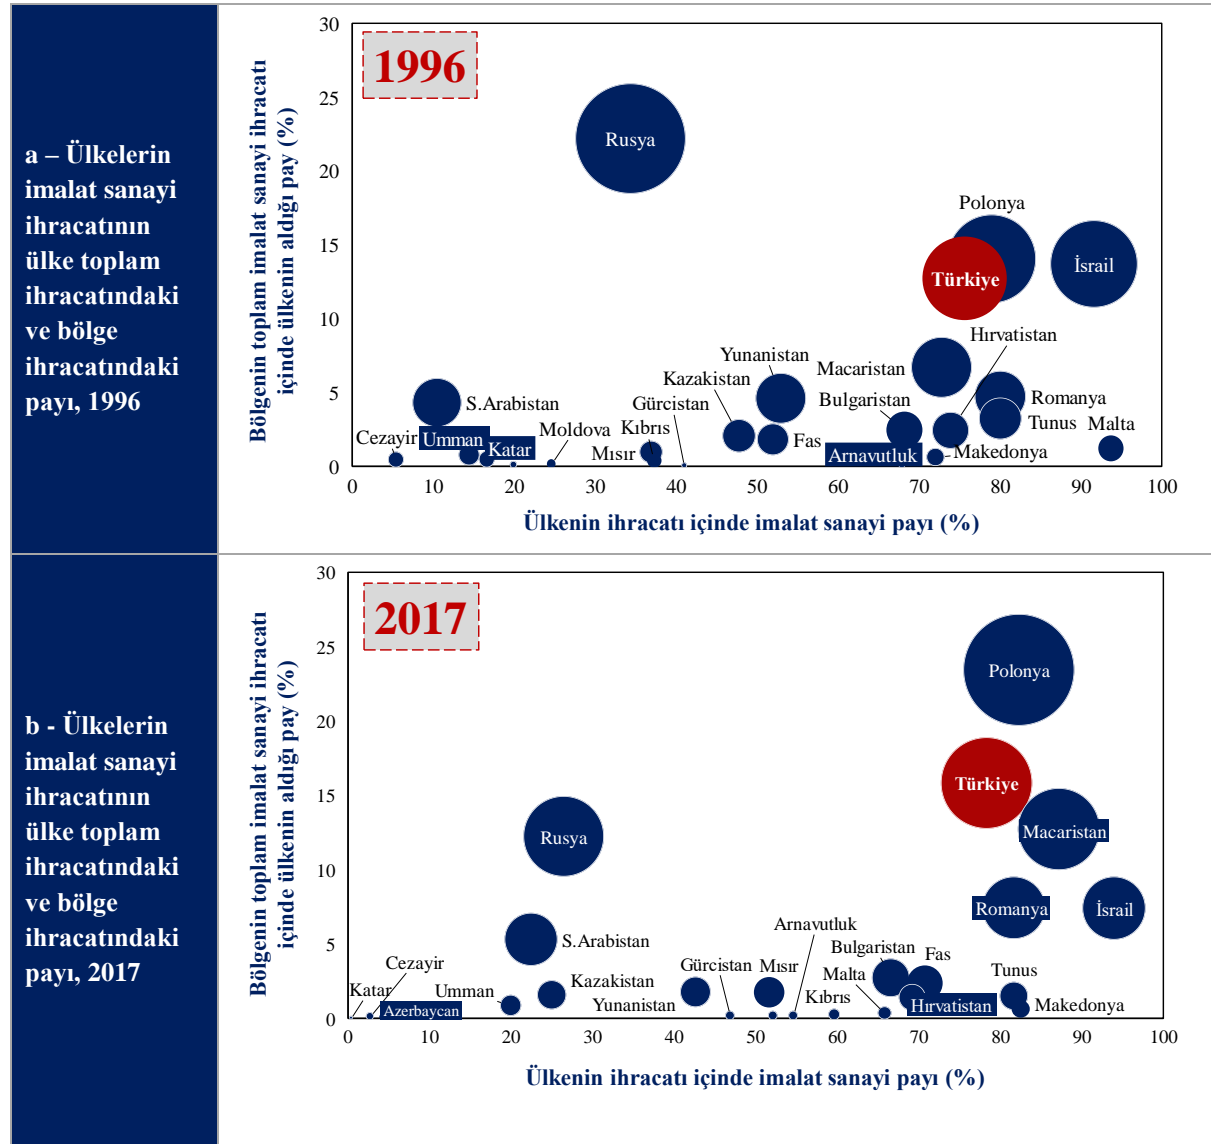 a – Ülkelerin
imalat sanayi
ihracatının
ülke toplam
ihracatındaki
ve bölge
ihracatındaki
payı, 1996
Bölgenin toplam imalat sanayi ihracatı
içinde ülkenin aldığı pay (%)
1996
30
25
20
15
10
5
0
Rusya
Polonya
Türkiye
İsrail
Hırvatistan
Yunanistan
Macaristan
Kazakistan
Bulgaristan
Gürcistan
S.Arabistan
Romanya
Tunus
Malta
Cezayir
Umman
Katar
Moldova
Kıbrıs
Mısır
Fas
Arnavutluk
Makedonya
0 10 20 30 40 50 60 70 80 90 100
Ülkenin ihracatı içinde imalat sanayi payı (%)
b - Ülkelerin
imalat sanayi
ihracatının
ülke toplam
ihracatındaki
ve bölge
ihracatındaki
payı, 2017
Bölgenin toplam imalat sanayi ihracatı
içinde ülkenin aldığı pay (%)
2017
30
25
20
15
10
5
0
Polonya
Türkiye
Rusya
Macaristan
Romanya
İsrail
S.Arabistan
Arnavutluk
Bulgaristan
Fas
Cezayir
Katar
Azerbaycan
Umman
Kazakistan
Gürcistan
Mısır
Yunanistan
Malta
Kıbrıs
Hırvatistan
Tunus
Makedonya
0 10 20 30 40 50 60 70 80 90 100
Ülkenin ihracatı içinde imalat sanayi payı (%)